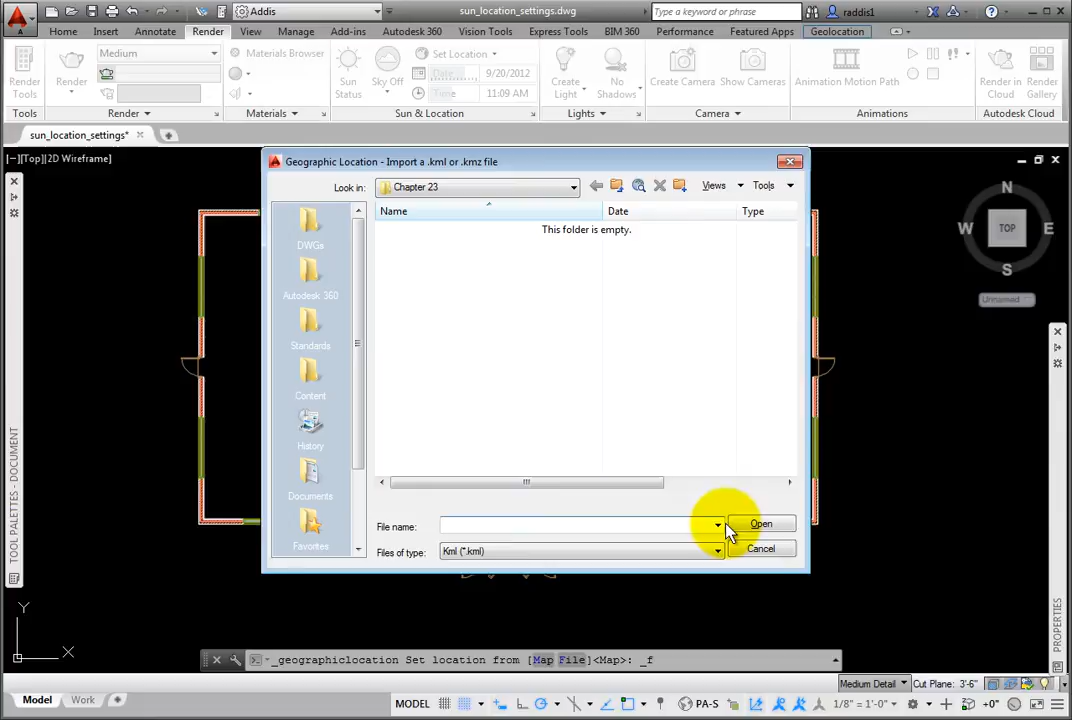 Addis
sun_location_settings.dwg
Type a keyword or phrase
raddis1
Home Insert Annotate Render View Manage Add-ins Autodesk 360 Vision Tools Express Tools BIM 360 Performance Featured Apps Geolocation
Medium
Materials Browser
Set Location
Date 9/20/2012
Time 11:09 AM
Render Tools
Render
Sun Status
Sky Off
Create Light
No Shadows
Create Camera
Show Cameras
Animation Motion Path
Render in Cloud
Render Gallery
Tools Render Materials Sun & Location Lights Camera Animations Autodesk Cloud
sun_location_settings*
[−][Top][2D Wireframe]
Geographic Location - Import a .kml or .kmz file
Look in: Chapter 23 Views Tools
Name Date Type
This folder is empty.
DWGs
Autodesk 360
Standards
Content
History
Documents
Favorites
File name: Open
Files of type: Kml (*.kml) Cancel
N
W TOP E
S
Unnamed
TOOL PALETTES - DOCUMENT
PROPERTIES
Y
X
_geographiclocation Set location from [Map File]<Map>: _f
Medium Detail Cut Plane: 3'-6"
Model Work
MODEL PA-S 1/8" = 1'-0" +0"